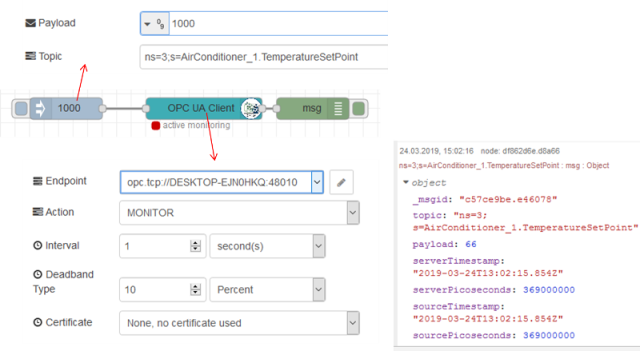 Payload
0 9 1000
Topic
ns=3;s=AirConditioner_1.TemperatureSetPoint
1000
OPC UA Client
msg
active monitoring
Endpoint
opc.tcp://DESKTOP-EJN0HKQ:48010
Action
MONITOR
Interval
1
second(s)
Deadband
Type
10
Percent
Certificate
None, no certificate used
24.03.2019, 15:02:16 node: df862d6e.d8a66
ns=3;s=AirConditioner_1.TemperatureSetPoint : msg : Object
object
_msgid: "c57ce9be.e46078"
topic: "ns=3;
s=AirConditioner_1.TemperatureSetPoint"
payload: 66
serverTimestamp:
"2019-03-24T13:02:15.854Z"
serverPicoseconds: 369000000
sourceTimestamp:
"2019-03-24T13:02:15.854Z"
sourcePicoseconds: 369000000